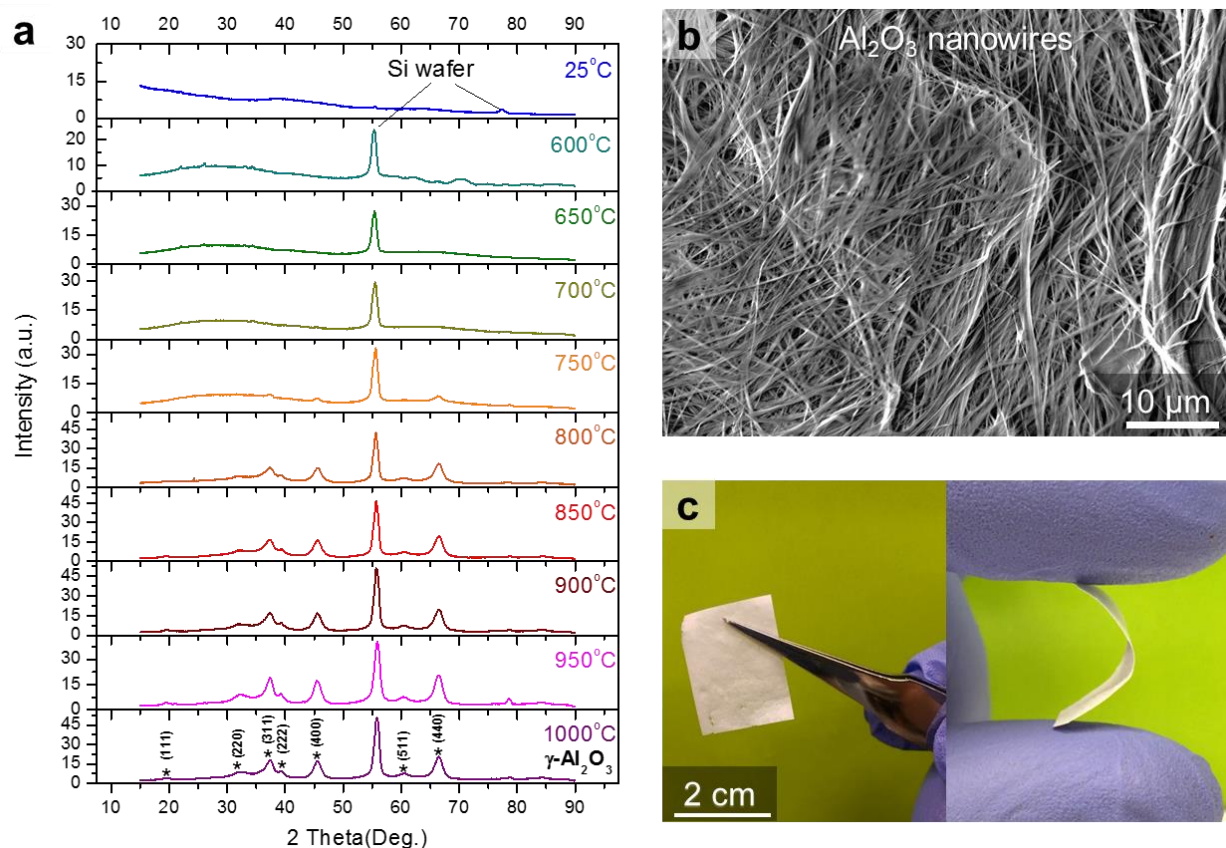 a
10 20 30 40 50 60 70 80 90
Si wafer
25°C
30
15
0
600°C
20
10
0
650°C
30
15
0
700°C
30
15
0
750°C
30
15
0
800°C
45
30
15
0
850°C
45
30
15
0
900°C
45
30
15
0
950°C
30
15
0
1000°C
γ-Al₂O₃
45
30
15
0
* (111)
* (220)
* (311)
* (222)
* (400)
* (511)
* (440)
10 20 30 40 50 60 70 80 90
2 Theta(Deg.)
Intensity (a.u.)
b
Al₂O₃ nanowires
10 µm
c
2 cm